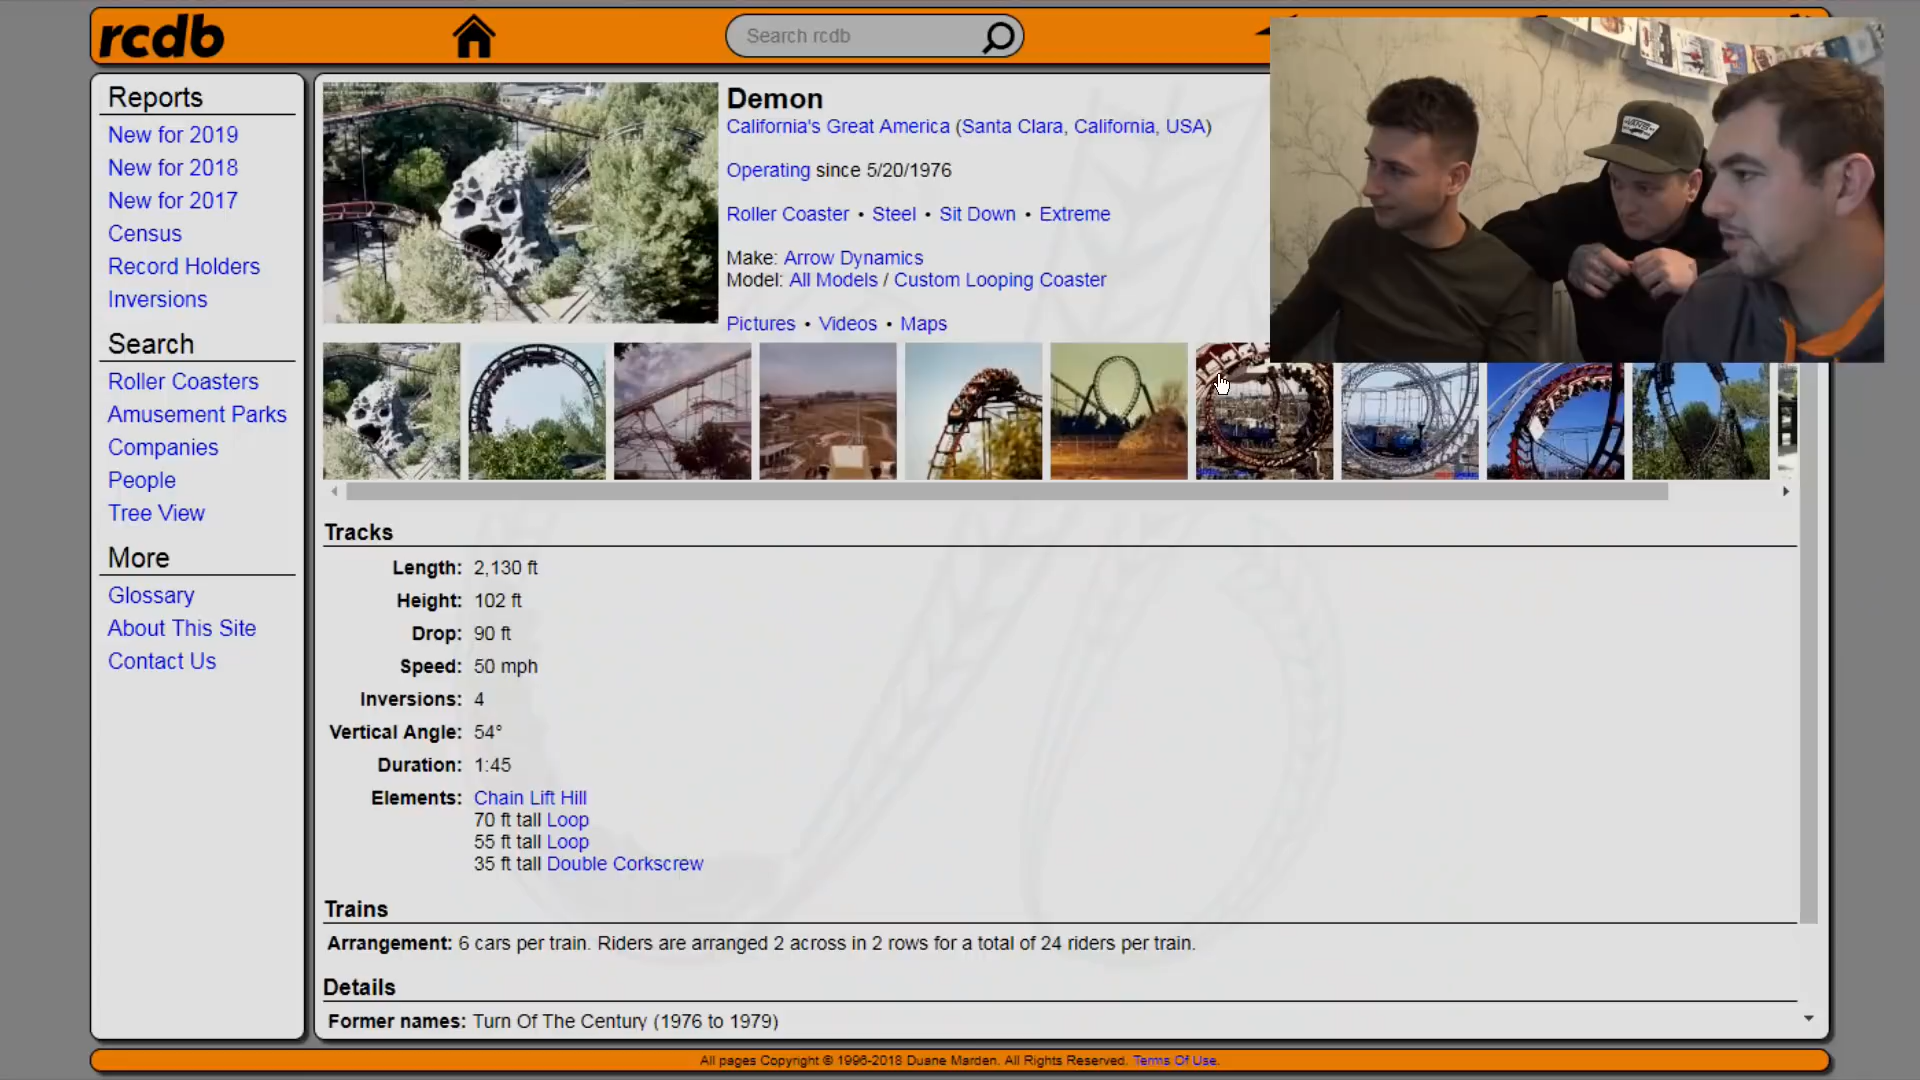 rcdb
Search rcdb
Reports
New for 2019
New for 2018
New for 2017
Census
Record Holders
Inversions
Search
Roller Coasters
Amusement Parks
Companies
People
Tree View
More
Glossary
About This Site
Contact Us
Demon
California's Great America (Santa Clara, California, USA)
Operating since 5/20/1976
Roller Coaster • Steel • Sit Down • Extreme
Make: Arrow Dynamics
Model: All Models / Custom Looping Coaster
Pictures • Videos • Maps
VANS
Tracks
Length: 2,130 ft
Height: 102 ft
Drop: 90 ft
Speed: 50 mph
Inversions: 4
Vertical Angle: 54°
Duration: 1:45
Elements: Chain Lift Hill
70 ft tall Loop
55 ft tall Loop
35 ft tall Double Corkscrew
Trains
Arrangement: 6 cars per train. Riders are arranged 2 across in 2 rows for a total of 24 riders per train.
Details
Former names: Turn Of The Century (1976 to 1979)
All pages Copyright © 1996-2018 Duane Marden. All Rights Reserved. Terms Of Use.